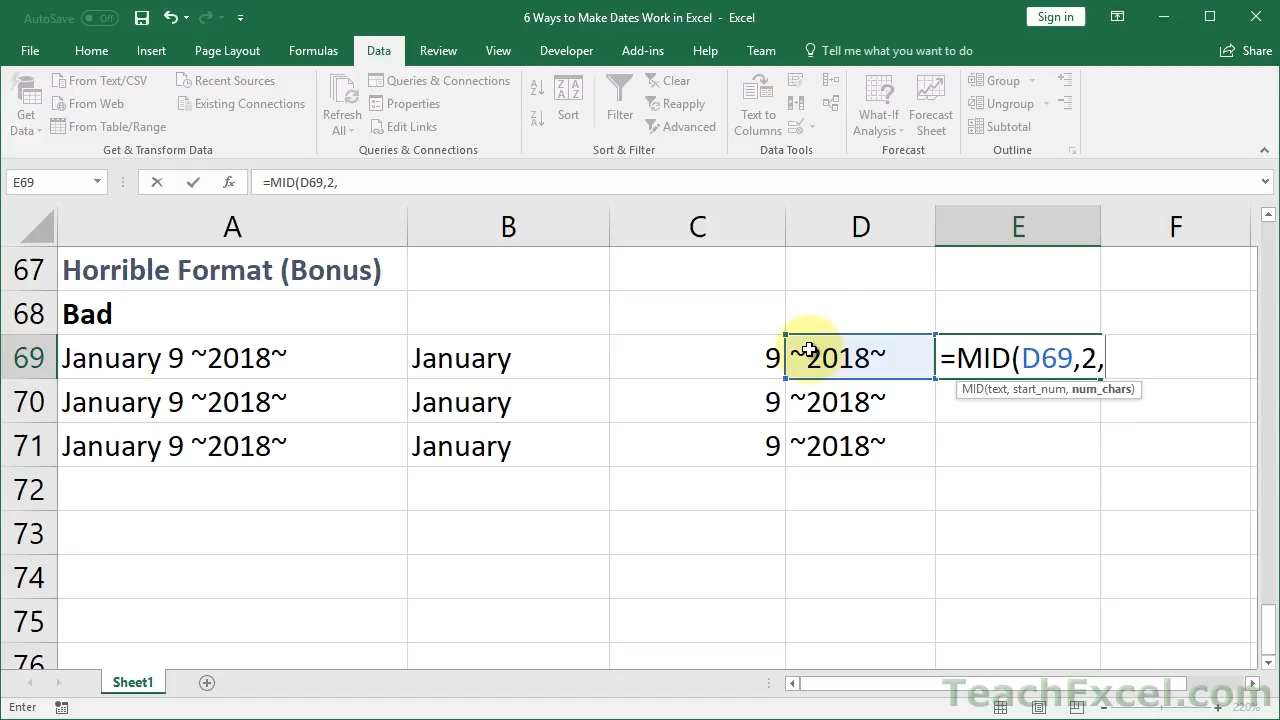 AutoSave Off
6 Ways to Make Dates Work in Excel - Excel
Sign in
File Home Insert Page Layout Formulas Data Review View Developer Add-ins Help Team Tell me what you want to do Share
Get Data
From Text/CSV
From Web
From Table/Range
Recent Sources
Existing Connections
Get & Transform Data
Refresh All
Queries & Connections
Properties
Edit Links
Queries & Connections
Sort
Filter
Clear
Reapply
Advanced
Sort & Filter
Text to Columns
Data Tools
What-If Analysis
Forecast Sheet
Forecast
Group
Ungroup
Subtotal
Outline
E69 fx =MID(D69,2,
A B C D E F
67 Horrible Format (Bonus)
68 Bad
69 January 9 ~2018~ January 9 ~2018~ =MID(D69,2,
MID(text, start_num, num_chars)
70 January 9 ~2018~ January 9 ~2018~
71 January 9 ~2018~ January 9 ~2018~
72
73
74
75
76
Sheet1
TeachExcel.com
Enter
220%